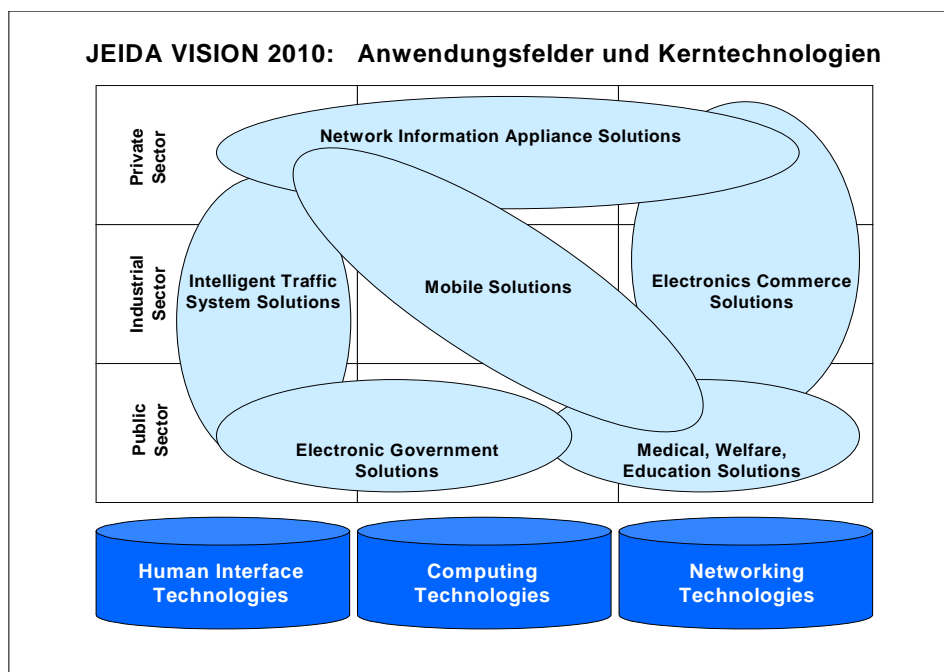 JEIDA VISION 2010: Anwendungsfelder und Kerntechnologien
Private
Sector
Network Information Appliance Solutions
Industrial
Sector
Intelligent Traffic
System Solutions
Mobile Solutions
Electronics Commerce
Solutions
Public
Sector
Electronic Government
Solutions
Medical, Welfare,
Education Solutions
Human Interface
Technologies
Computing
Technologies
Networking
Technologies